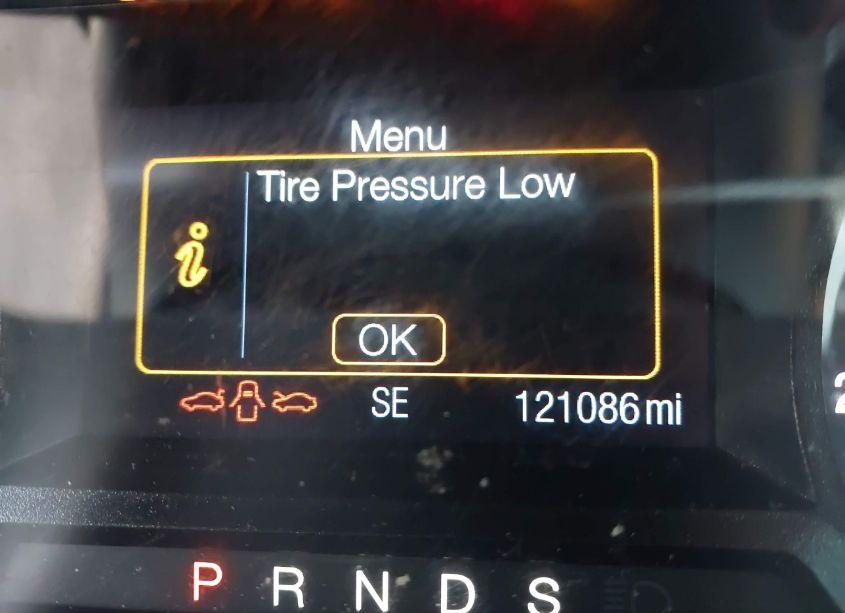 Menu
Tire Pressure Low
i
OK
SE 121086 mi
P R N D S